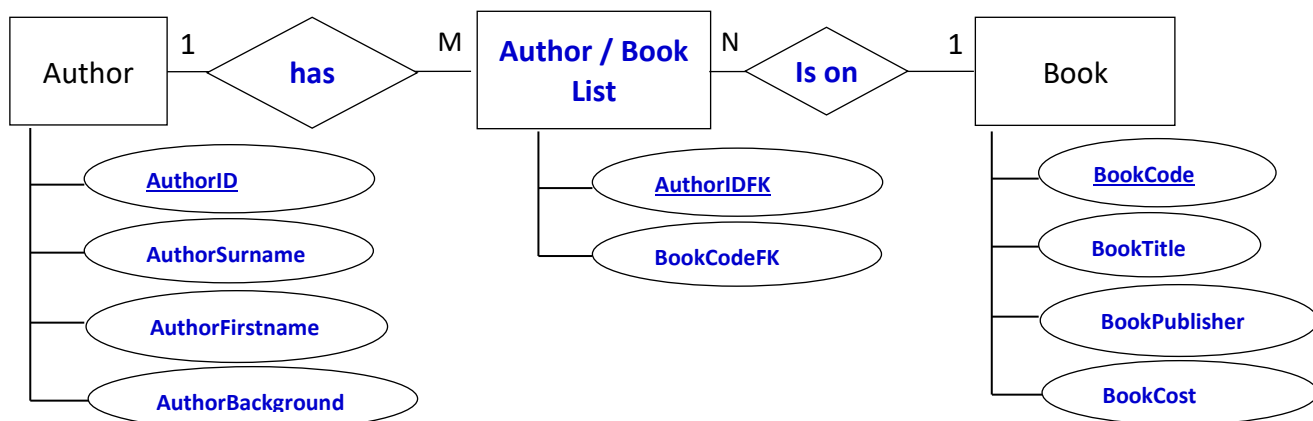 1
M
N
1
Author
has
Author / Book
List
Is on
Book
AuthorID
AuthorSurname
AuthorFirstname
AuthorBackground
AuthorIDFK
BookCodeFK
BookCode
BookTitle
BookPublisher
BookCost